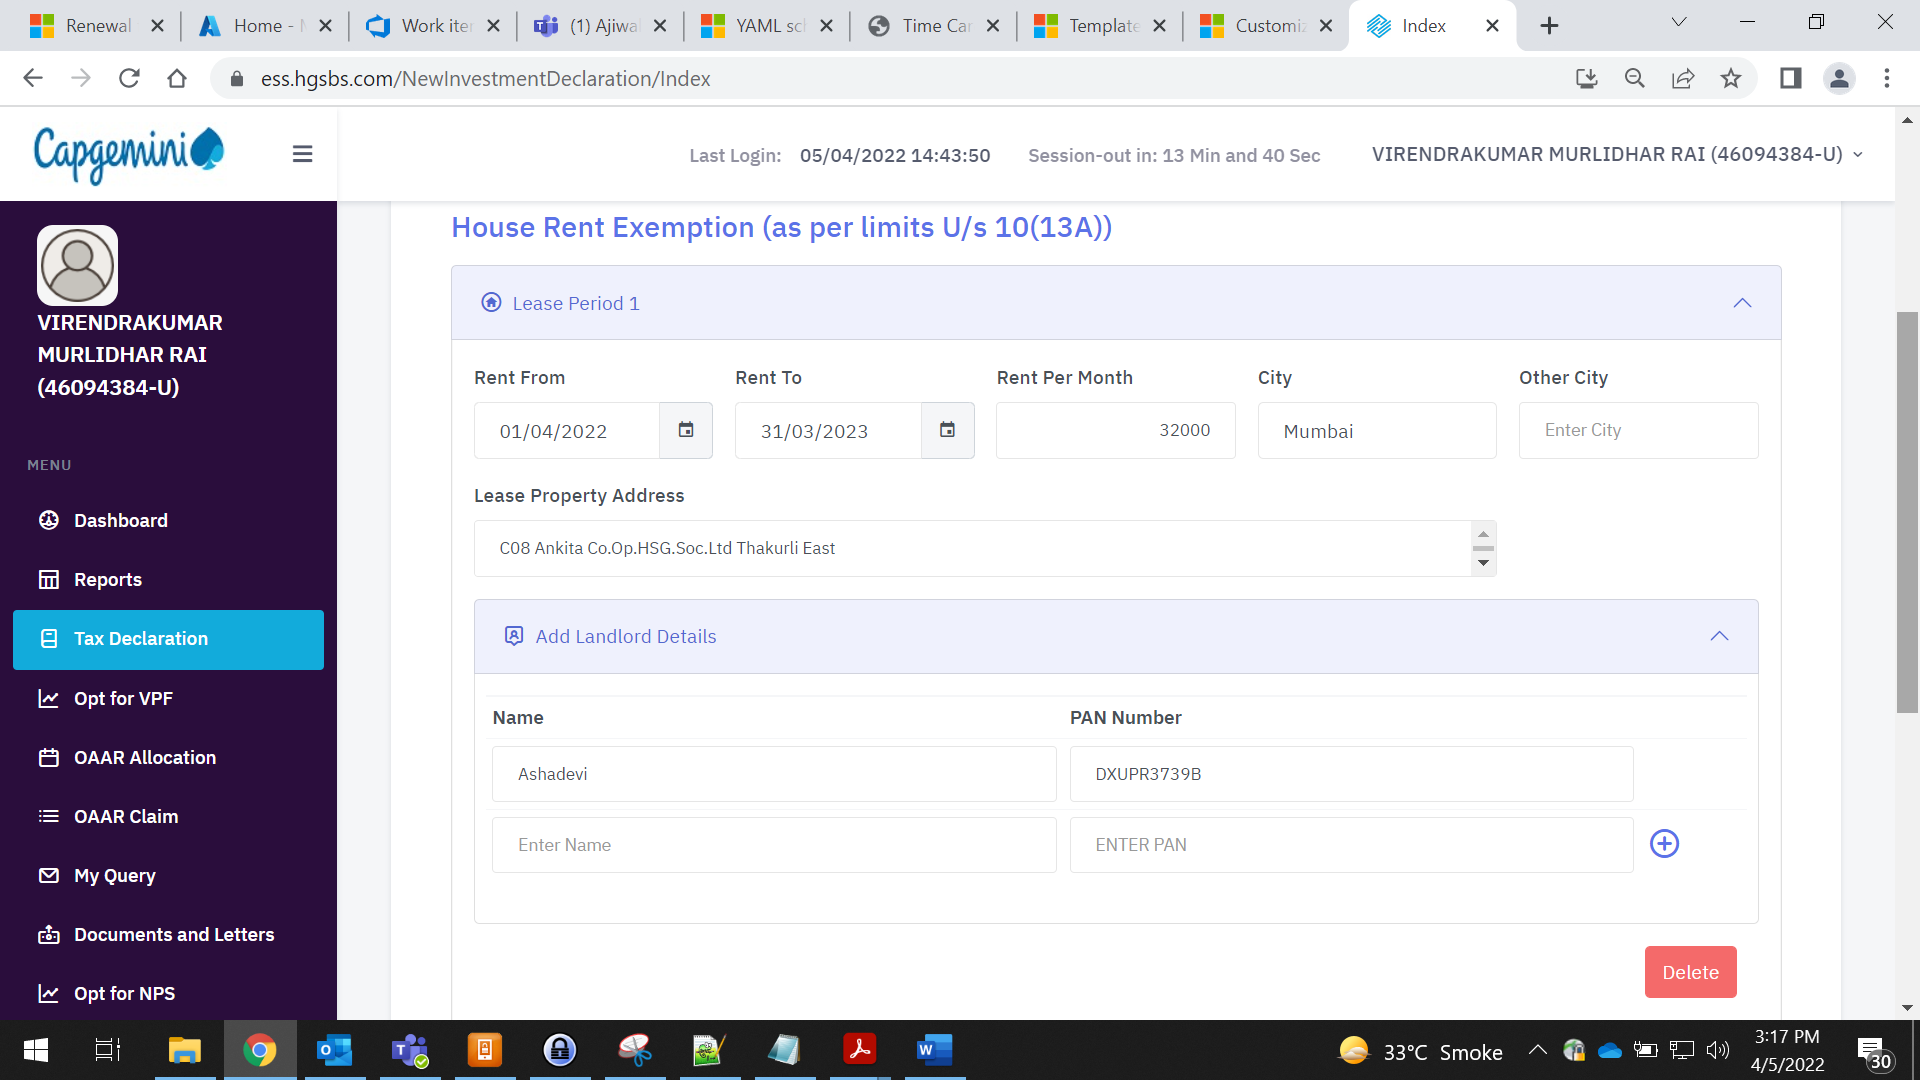 Renewal
Home - M
Work iter
(1) Ajiwa
YAML sch
Time Car
Template
Customiz
Index
ess.hgsbs.com/NewInvestmentDeclaration/Index
Capgemini
Last Login: 05/04/2022 14:43:50
Session-out in: 13 Min and 40 Sec
VIRENDRAKUMAR MURLIDHAR RAI (46094384-U)
VIRENDRAKUMAR
MURLIDHAR RAI
(46094384-U)
MENU
Dashboard
Reports
Tax Declaration
Opt for VPF
OAAR Allocation
OAAR Claim
My Query
Documents and Letters
Opt for NPS
House Rent Exemption (as per limits U/s 10(13A))
Lease Period 1
Rent From
Rent To
Rent Per Month
City
Other City
01/04/2022
31/03/2023
32000
Mumbai
Enter City
Lease Property Address
C08 Ankita Co.Op.HSG.Soc.Ltd Thakurli East
Add Landlord Details
Name
PAN Number
Ashadevi
DXUPR3739B
Enter Name
ENTER PAN
Delete
33°C Smoke
3:17 PM
4/5/2022
30